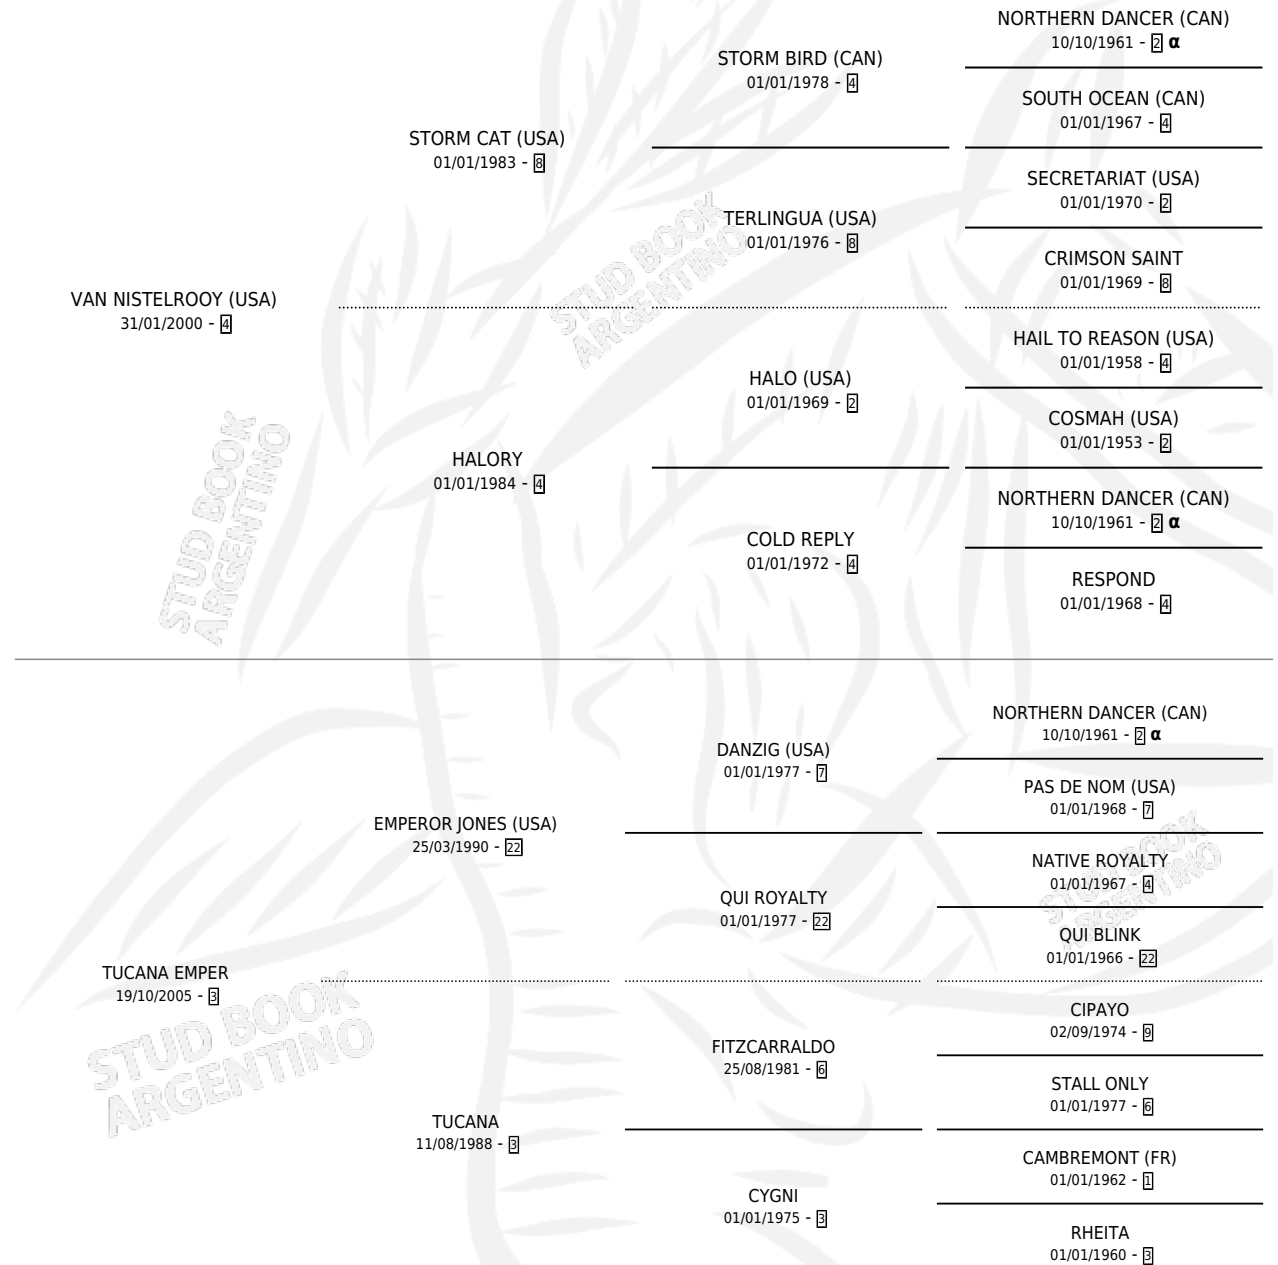 NORTHERN DANCER (CAN)
10/10/1961 - 2 α
STORM BIRD (CAN)
01/01/1978 - 4
SOUTH OCEAN (CAN)
01/01/1967 - 4
STORM CAT (USA)
01/01/1983 - 8
SECRETARIAT (USA)
01/01/1970 - 2
TERLINGUA (USA)
01/01/1976 - 8
CRIMSON SAINT
01/01/1969 - 8
VAN NISTELROOY (USA)
31/01/2000 - 4
HAIL TO REASON (USA)
01/01/1958 - 4
HALO (USA)
01/01/1969 - 2
COSMAH (USA)
01/01/1953 - 2
HALORY
01/01/1984 - 4
NORTHERN DANCER (CAN)
10/10/1961 - 2 α
COLD REPLY
01/01/1972 - 4
RESPOND
01/01/1968 - 4
NORTHERN DANCER (CAN)
10/10/1961 - 2 α
DANZIG (USA)
01/01/1977 - 7
PAS DE NOM (USA)
01/01/1968 - 7
EMPEROR JONES (USA)
25/03/1990 - 22
NATIVE ROYALTY
01/01/1967 - 4
QUI ROYALTY
01/01/1977 - 22
QUI BLINK
01/01/1966 - 22
TUCANA EMPER
19/10/2005 - 3
CIPAYO
02/09/1974 - 9
FITZCARRALDO
25/08/1981 - 6
STALL ONLY
01/01/1977 - 6
TUCANA
11/08/1988 - 3
CAMBREMONT (FR)
01/01/1962 - 1
CYGNI
01/01/1975 - 3
RHEITA
01/01/1960 - 3
STUD BOOK
ARGENTINO
STUD BOOK
ARGENTINO
STUD BOOK
ARGENTINO
STUD BOOK
ARGENTINO